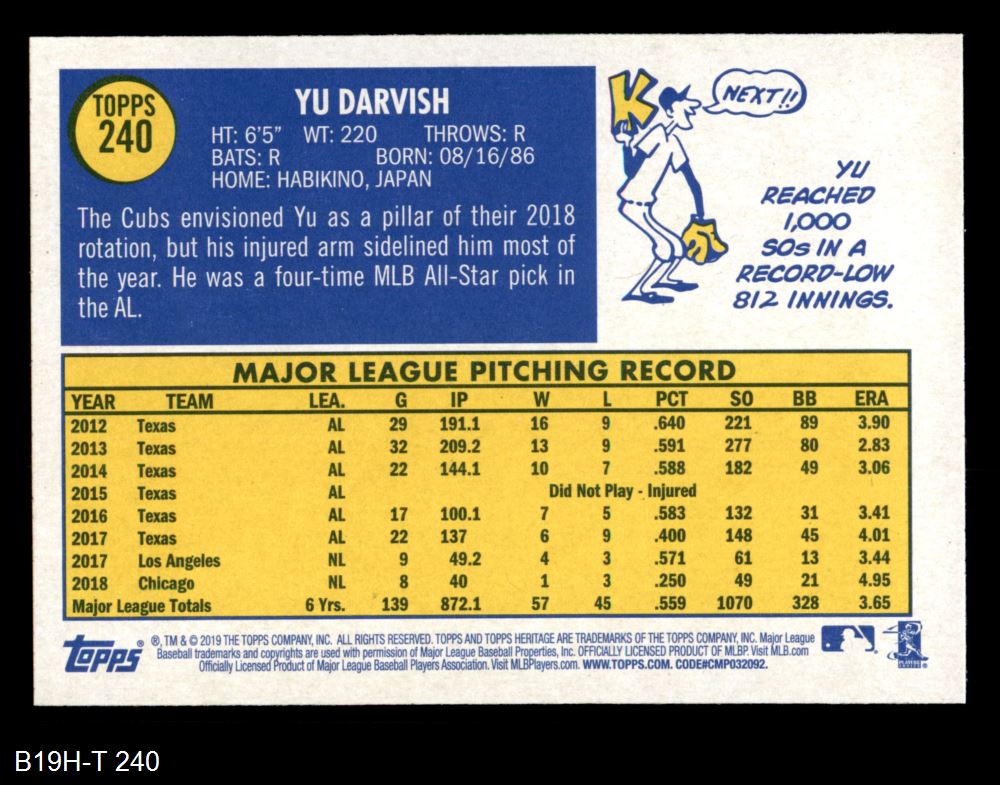 TOPPS
240
YU DARVISH
HT: 6'5" WT: 220 THROWS: R
BATS: R BORN: 08/16/86
HOME: HABIKINO, JAPAN
The Cubs envisioned Yu as a pillar of their 2018
rotation, but his injured arm sidelined him most of
the year. He was a four-time MLB All-Star pick in
the AL.
K
NEXT!!
YU
REACHED
1,000
SOs IN A
RECORD-LOW
812 INNINGS.
MAJOR LEAGUE PITCHING RECORD
YEAR TEAM LEA. G IP W L PCT SO BB ERA
2012 Texas AL 29 191.1 16 9 .640 221 89 3.90
2013 Texas AL 32 209.2 13 9 .591 277 80 2.83
2014 Texas AL 22 144.1 10 7 .588 182 49 3.06
2015 Texas AL Did Not Play - Injured
2016 Texas AL 17 100.1 7 5 .583 132 31 3.41
2017 Texas AL 22 137 6 9 .400 148 45 4.01
2017 Los Angeles NL 9 49.2 4 3 .571 61 13 3.44
2018 Chicago NL 8 40 1 3 .250 49 21 4.95
Major League Totals 6 Yrs. 139 872.1 57 45 .559 1070 328 3.65
Topps®
®, TM & © 2019 THE TOPPS COMPANY, INC. ALL RIGHTS RESERVED. TOPPS AND TOPPS HERITAGE ARE TRADEMARKS OF THE TOPPS COMPANY, INC. Major League
Baseball trademarks and copyrights are used with permission of Major League Baseball Properties, Inc. OFFICIALLY LICENSED PRODUCT OF MLBP. Visit MLB.com
Officially Licensed Product of Major League Baseball Players Association. Visit MLBPlayers.com. WWW.TOPPS.COM. CODE#CMP032092.
B19H-T 240